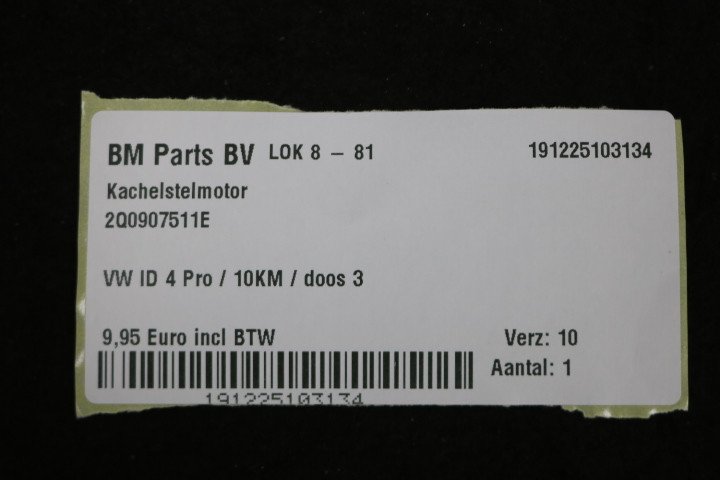 BM Parts BV LOK 8 – 81 191225103134
Kachelstelmotor
2Q0907511E
VW ID 4 Pro / 10KM / doos 3
9,95 Euro incl BTW Verz: 10
Aantal: 1
191225103134